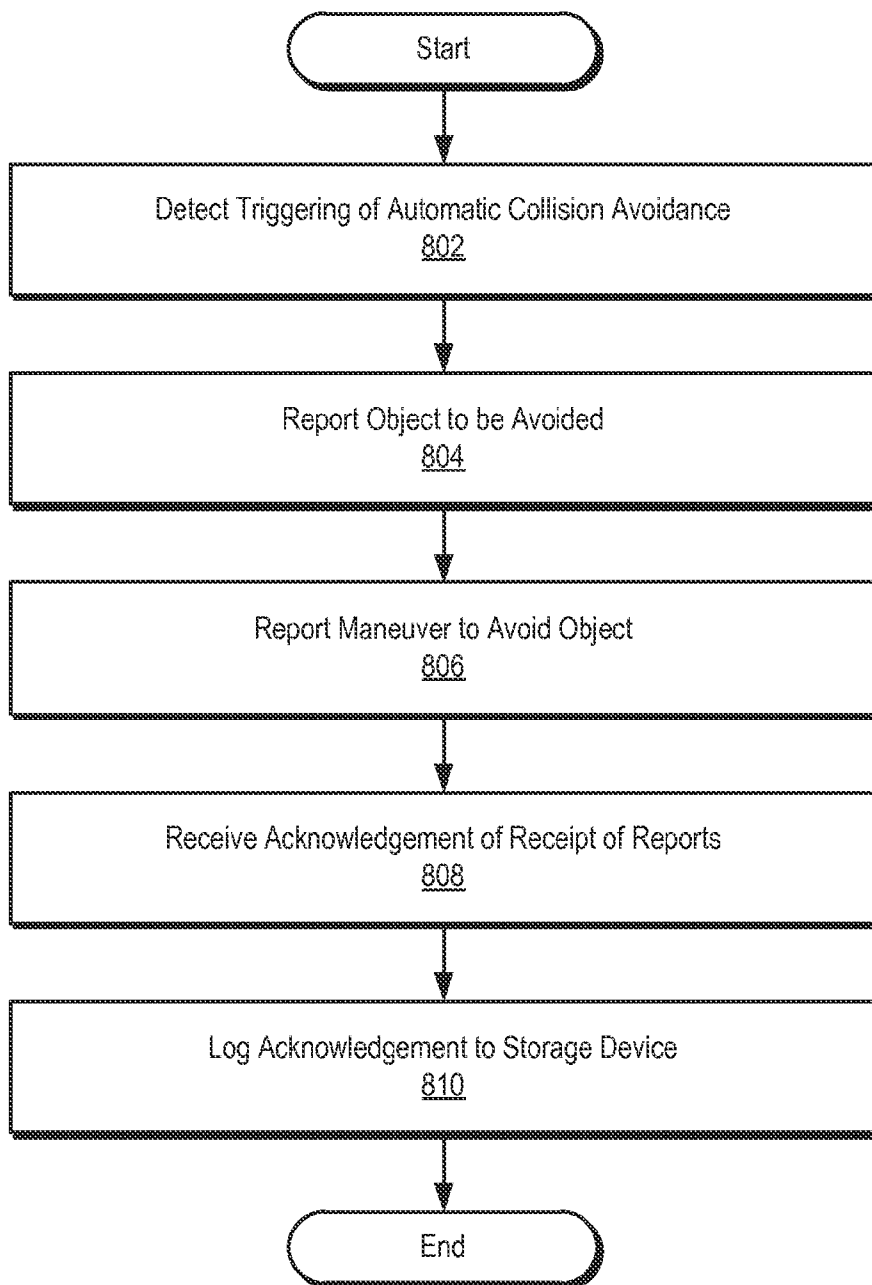 Start
Detect Triggering of Automatic Collision Avoidance
802
Report Object to be Avoided
804
Report Maneuver to Avoid Object
806
Receive Acknowledgement of Receipt of Reports
808
Log Acknowledgement to Storage Device
810
End